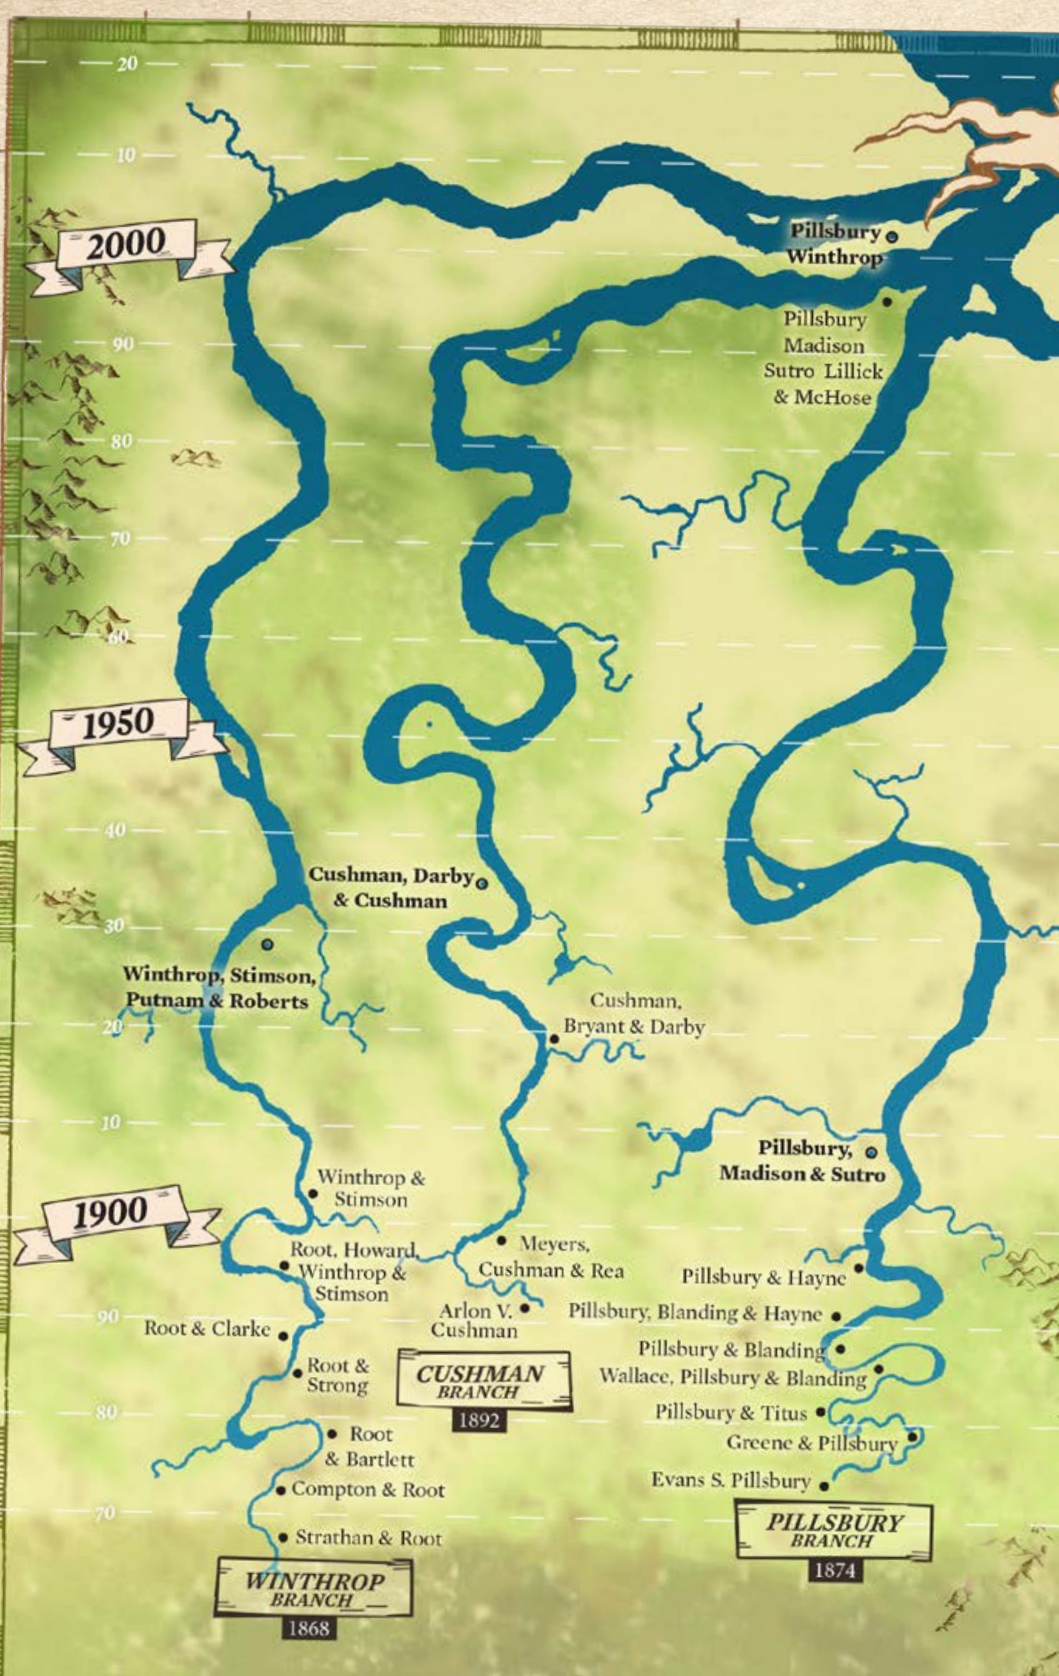 20
10
2000
Pillsbury
Winthrop
Pillsbury
Madison
Sutro Lillick
& McHose
90
80
70
60
1950
40
Cushman, Darby
& Cushman
30
Winthrop, Stimson,
Putnam & Roberts
Cushman,
Bryant & Darby
20
10
Pillsbury,
Madison & Sutro
Winthrop &
Stimson
1900
Root, Howard,
Winthrop &
Stimson
Meyers,
Cushman & Rea
Pillsbury & Hayne
Arlon V.
Cushman
Pillsbury, Blanding & Hayne
90
Root & Clarke
Pillsbury & Blanding
Root &
Strong
Wallace, Pillsbury & Blanding
CUSHMAN
BRANCH
1892
80
Pillsbury & Titus
Root
& Bartlett
Greene & Pillsbury
Compton & Root
Evans S. Pillsbury
70
Strathan & Root
PILLSBURY
BRANCH
1874
WINTHROP
BRANCH
1868